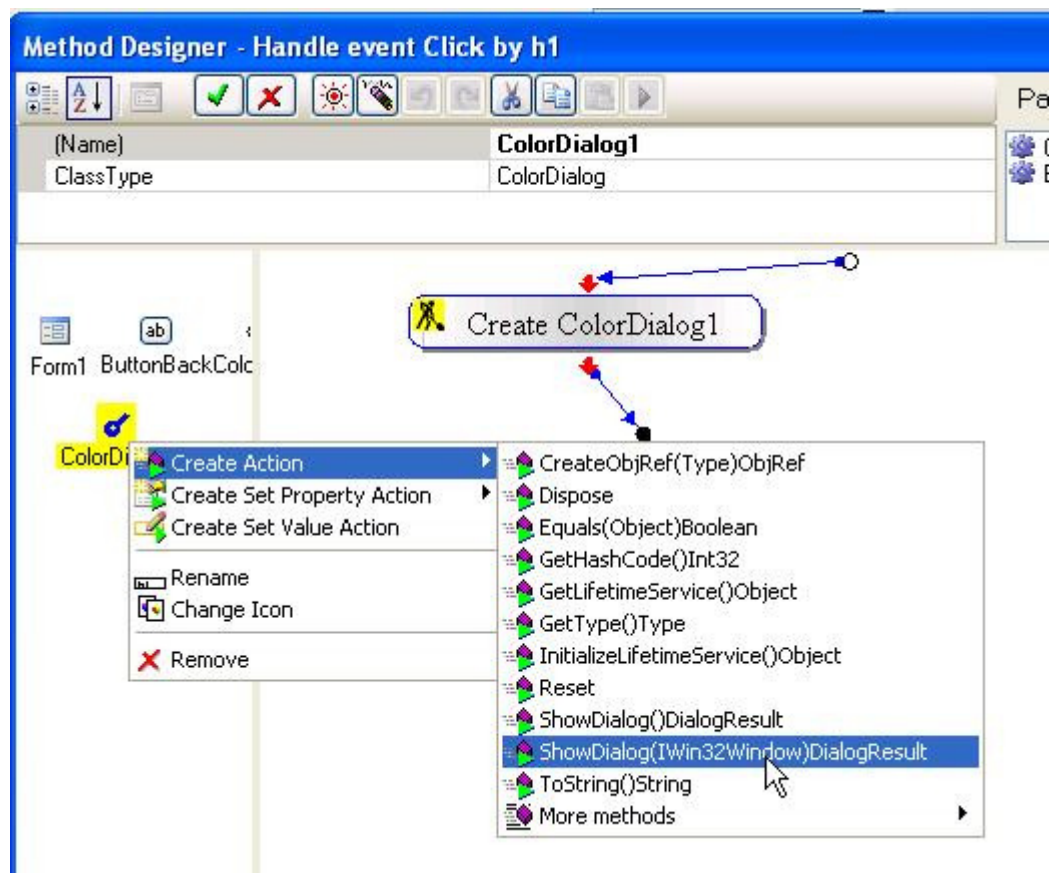 Method Designer - Handle event Click by h1
Pa
(Name) ColorDialog1
ClassType ColorDialog
Create ColorDialog1
Form1 ButtonBackColo
ColorDi
Create Action
Create Set Property Action
Create Set Value Action
Rename
Change Icon
Remove
CreateObjRef(Type)ObjRef
Dispose
Equals(Object)Boolean
GetHashCode()Int32
GetLifetimeService()Object
GetType()Type
InitializeLifetimeService()Object
Reset
ShowDialog()DialogResult
ShowDialog(IWin32Window)DialogResult
ToString()String
More methods